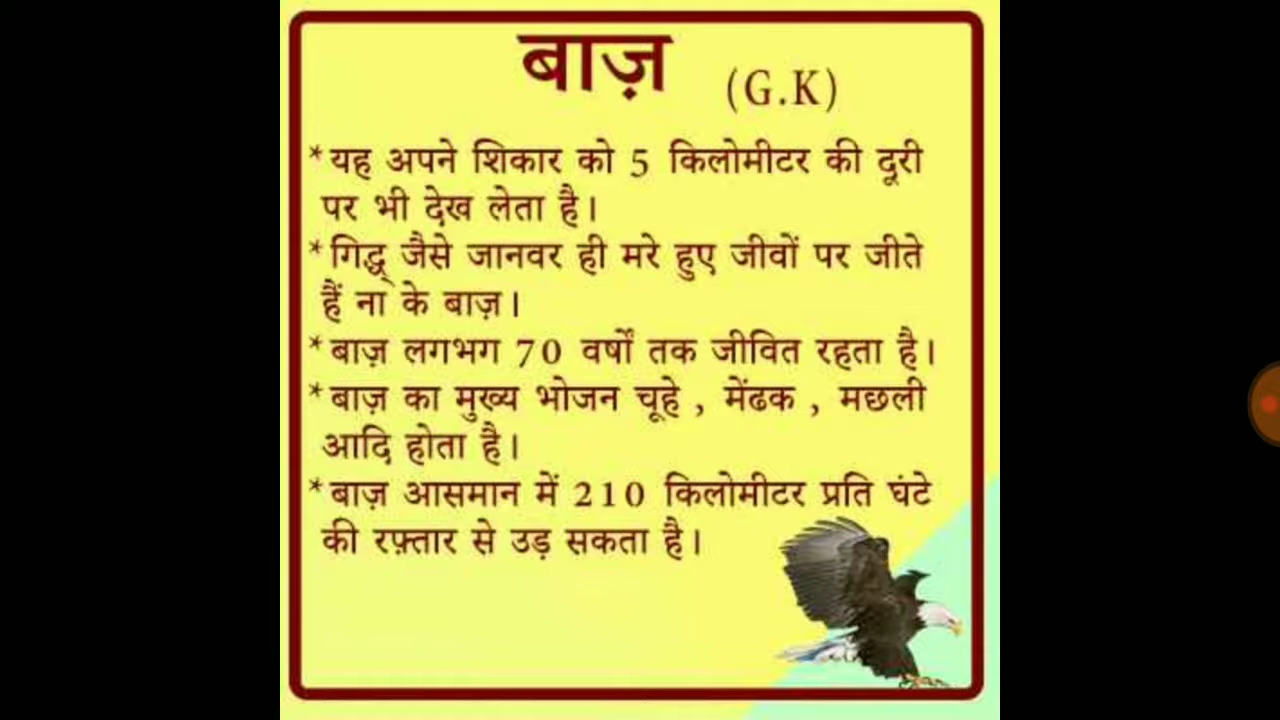 बाज़ (G.K)
*यह अपने शिकार को 5 किलोमीटर की दूरी
पर भी देख लेता है।
*गिद्ध् जैसे जानवर ही मरे हुए जीवों पर जीते
हैं ना के बाज़।
*बाज़ लगभग 70 वर्षों तक जीवित रहता है।
*बाज़ का मुख्य भोजन चूहे , मेंढक , मछली
आदि होता है।
*बाज़ आसमान में 210 किलोमीटर प्रति घंटे
की रफ़्तार से उड़ सकता है।